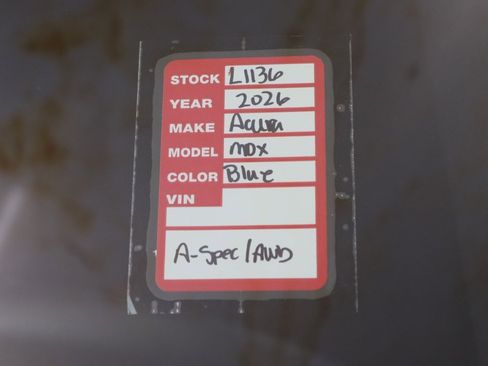 STOCK L1136
YEAR 2026
MAKE Acura
MODEL MDX
COLOR Blue
VIN
A-Spec/AWD